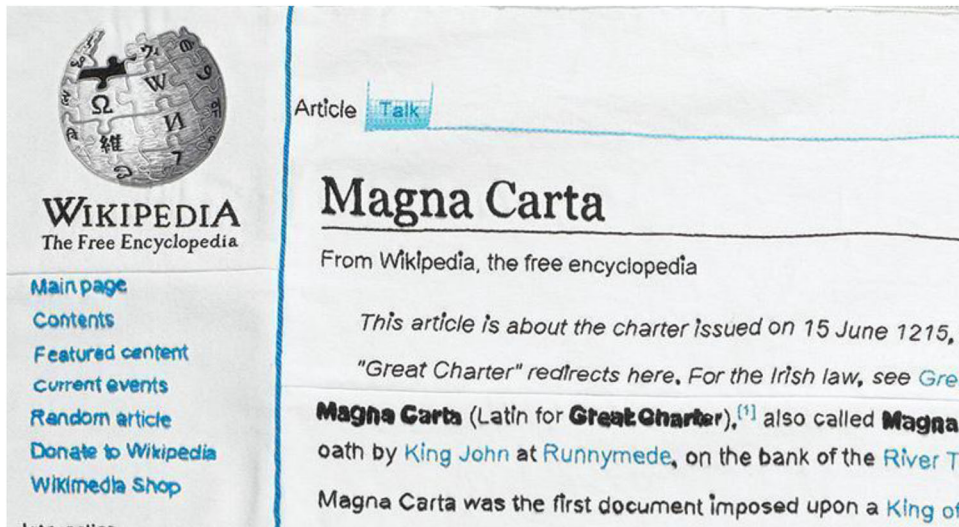 WIKIPEDIA
The Free Encyclopedia
Main page
Contents
Featured content
Current events
Random article
Donate to Wikipedia
Wikimedia Shop
Article Talk
Magna Carta
From Wikipedia, the free encyclopedia
This article is about the charter issued on 15 June 1215.
"Great Charter" redirects here. For the Irish law, see Gre
Magna Carta (Latin for Great Charter),[1] also called Magna
oath by King John at Runnymede, on the bank of the River T
Magna Carta was the first document imposed upon a King of